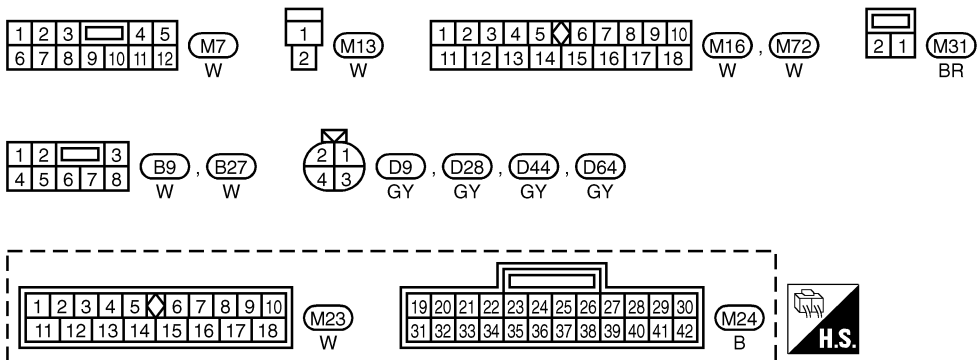 1 2 3 4 5
6 7 8 9 10 11 12
M7
W
1
2
M13
W
1 2 3 4 5 6 7 8 9 10
11 12 13 14 15 16 17 18
M16 , M72
W W
2 1
M31
BR
1 2 3
4 5 6 7 8
B9 , B27
W W
2 1
4 3
D9 , D28 , D44 , D64
GY GY GY GY
1 2 3 4 5 6 7 8 9 10
11 12 13 14 15 16 17 18
M23
W
19 20 21 22 23 24 25 26 27 28 29 30
31 32 33 34 35 36 37 38 39 40 41 42
M24
B
H.S.